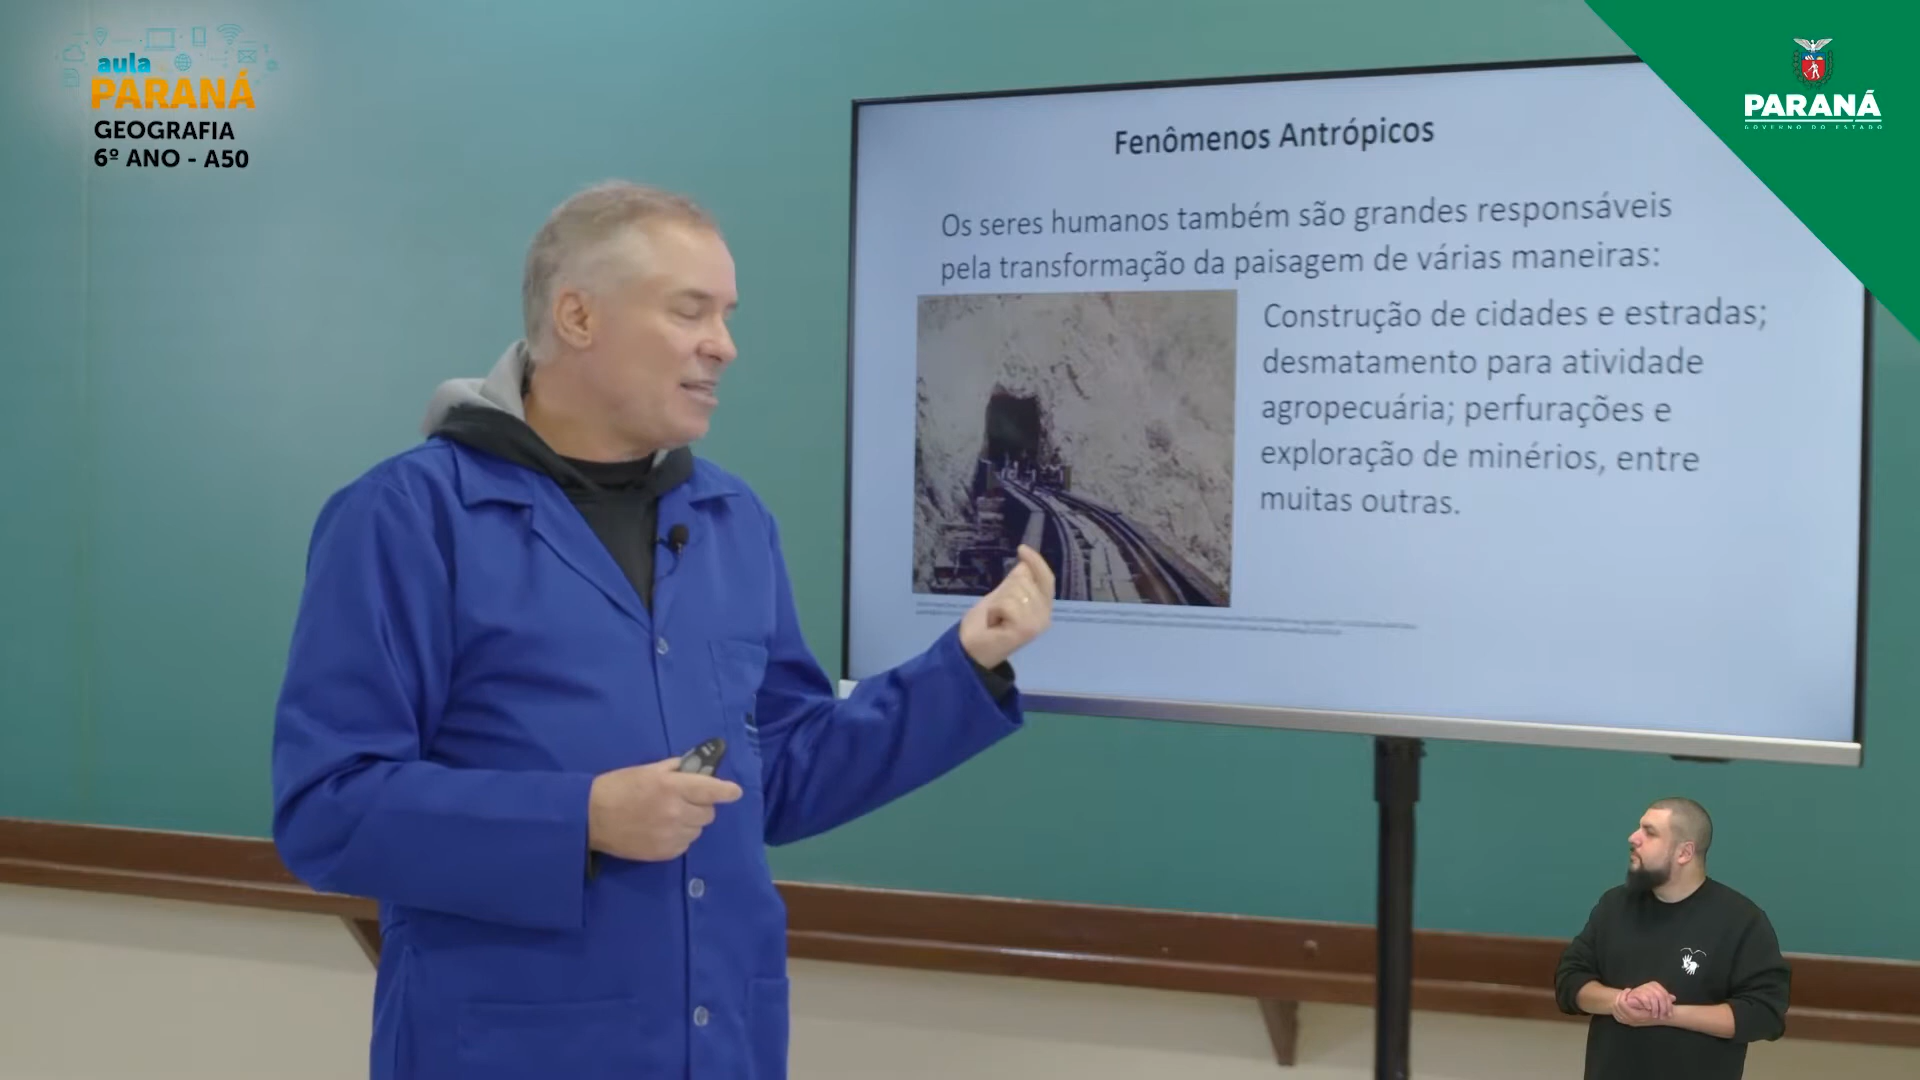 aula
PARANÁ
GEOGRAFIA
6º ANO - A50
PARANÁ
GOVERNO DO ESTADO
Fenômenos Antrópicos
Os seres humanos também são grandes responsáveis
pela transformação da paisagem de várias maneiras:
Construção de cidades e estradas;
desmatamento para atividade
agropecuária; perfurações e
exploração de minérios, entre
muitas outras.